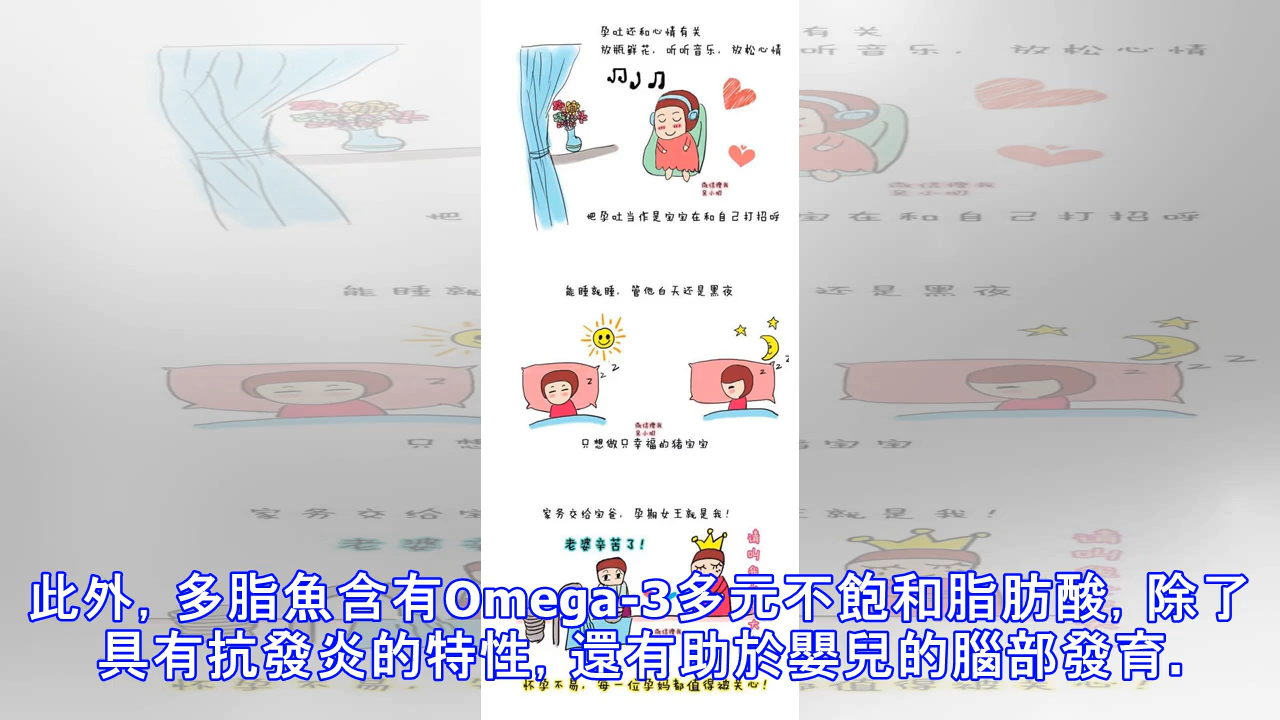 孕吐还和心情有关
放瓶鲜花，听听音乐，放松心情
把孕吐当作是宝宝在和自己打招呼
能睡就睡，管他白天还是黑夜
z z z
z z z
只想做只幸福的猪宝宝
家务交给宝爸，孕期女王就是我！
老婆辛苦了！
请叫我
此外, 多脂魚含有Omega-3多元不飽和脂肪酸, 除了
具有抗發炎的特性, 還有助於嬰兒的腦部發育.
怀孕不易，每一位孕妈都值得被关心！